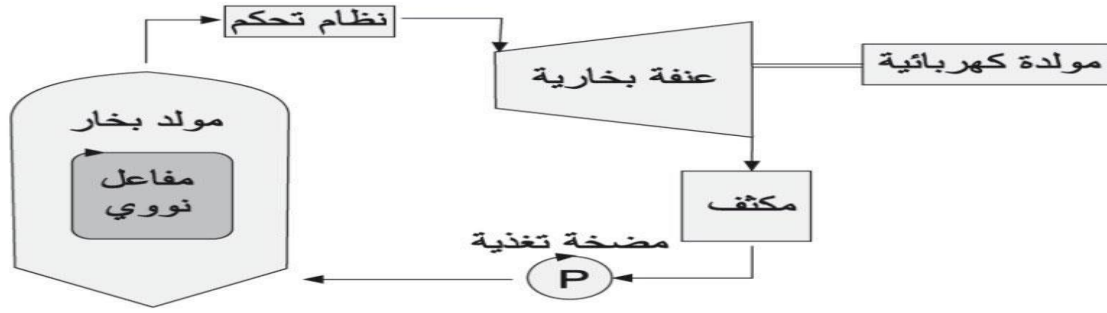 نظام تحكم
مولدة كهربائية
عنفة بخارية
مولد بخار
مفاعل
نووي
مكثف
مضخة تغذية
P